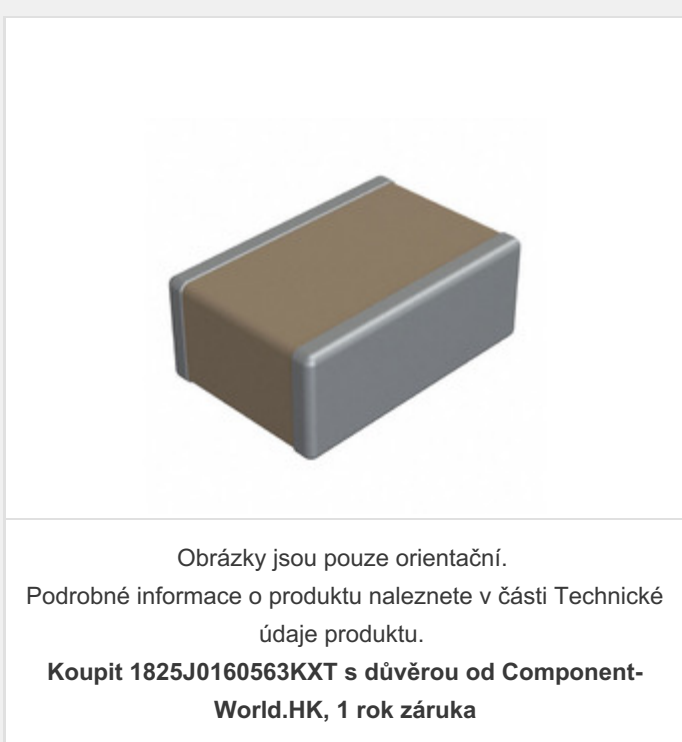 Obrázky jsou pouze orientační.
Podrobné informace o produktu naleznete v části Technické
údaje produktu.
Koupit 1825J0160563KXT s důvěrou od Component-
World.HK, 1 rok záruka